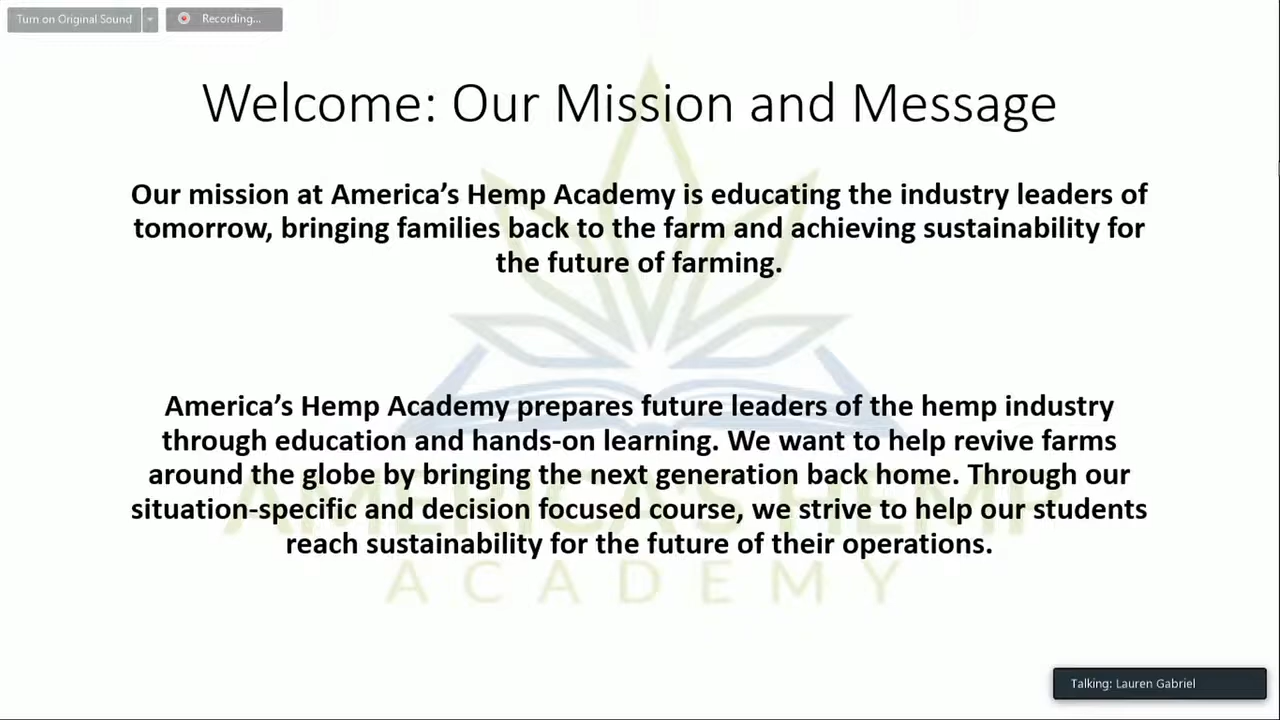 Turn on Original Sound
Recording...
Welcome: Our Mission and Message
Our mission at America’s Hemp Academy is educating the industry leaders of
tomorrow, bringing families back to the farm and achieving sustainability for
the future of farming.
America’s Hemp Academy prepares future leaders of the hemp industry
through education and hands-on learning. We want to help revive farms
around the globe by bringing the next generation back home. Through our
situation-specific and decision focused course, we strive to help our students
reach sustainability for the future of their operations.
AMERICA'S HEMP
ACADEMY
Talking: Lauren Gabriel